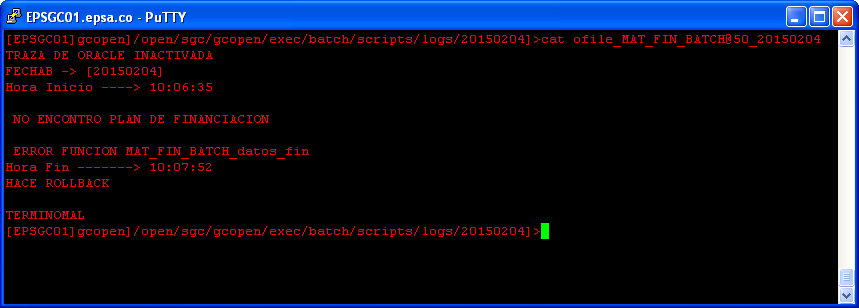 EPSGC01.epsa.co - PuTTY
[EPSGC01]gcopen]/open/sgc/gcopen/exec/batch/scripts/logs/20150204]>cat ofile_MAT_FIN_BATCH@50_20150204
TRAZA DE ORACLE INACTIVADA
FECHAB -> [20150204]
Hora Inicio ----> 10:06:35
NO ENCONTRO PLAN DE FINANCIACION
ERROR FUNCION MAT_FIN_BATCH_datos_fin
Hora Fin -------> 10:07:52
HACE ROLLBACK
TERMINOMAL
[EPSGC01]gcopen]/open/sgc/gcopen/exec/batch/scripts/logs/20150204]>